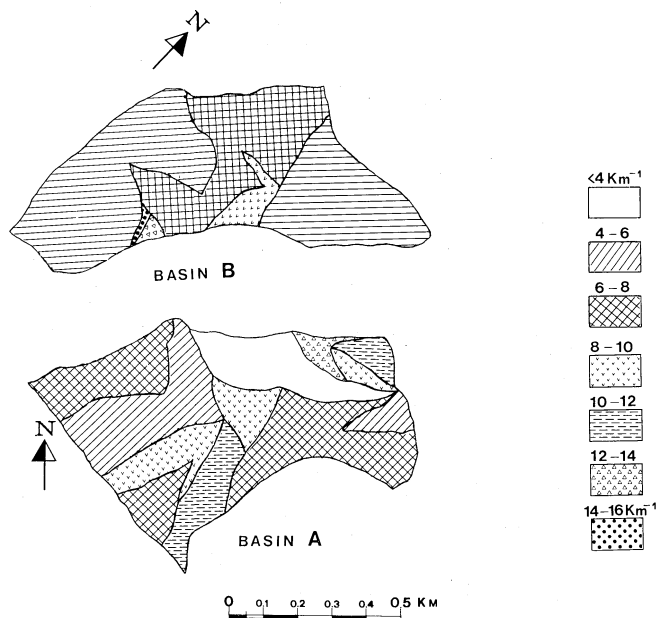 N
<4 Km⁻¹
4 – 6
6 – 8
8 – 10
10 – 12
12 – 14
14 – 16 Km⁻¹
BASIN B
N
BASIN A
0 0.1 0.2 0.3 0.4 0.5 KM